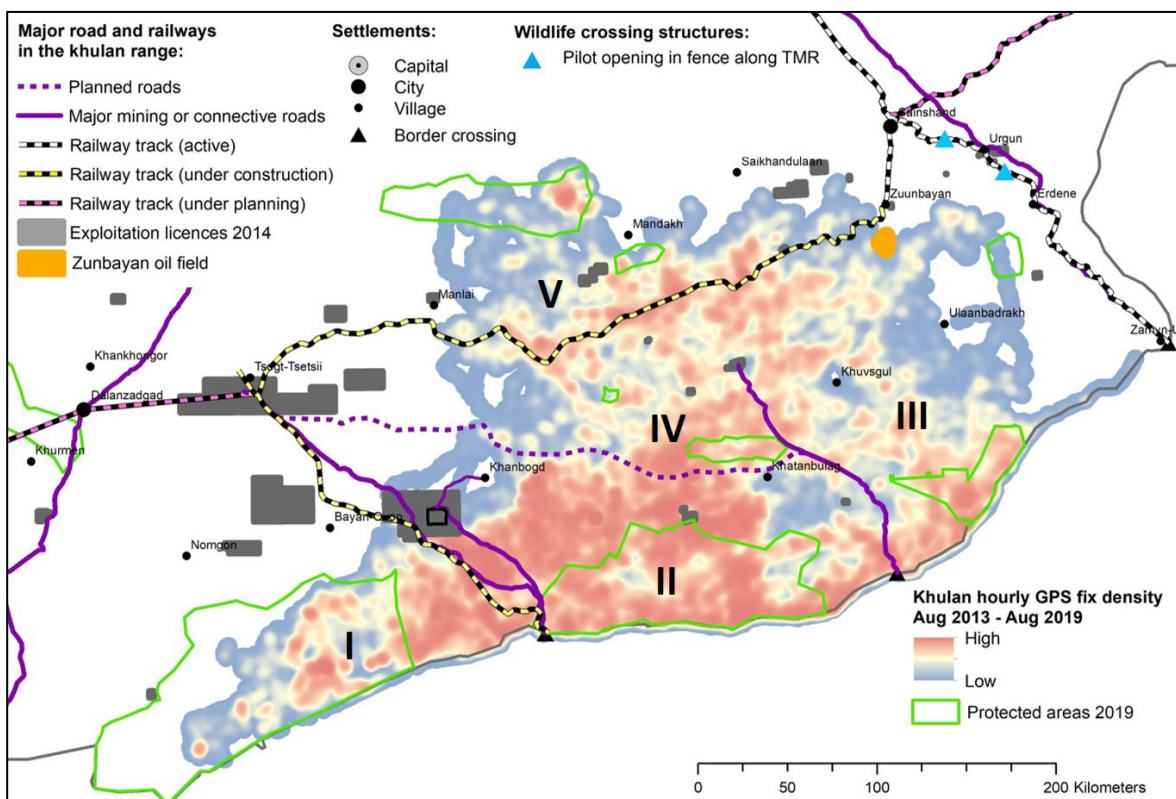 Major road and railways
in the khulan range:
Planned roads
Major mining or connective roads
Railway track (active)
Railway track (under construction)
Railway track (under planning)
Exploitation licences 2014
Zunbayan oil field
Settlements:
Capital
City
Village
Border crossing
Wildlife crossing structures:
Pilot opening in fence along TMR
Sainshand
Urgun
Saikhandulaan
Zuunbayan
Erdene
Mandakh
V
Manlai
Ulaanbadrakh
Zamyn-U
Khankhongor
Tsogt-Tsetsii
Khuvsgul
Dalanzadgad
IV
III
Khurmen
Khanbogd
Khatanbulag
Bayan-Ovoo
Nomgon
II
I
Khulan hourly GPS fix density
Aug 2013 - Aug 2019
High
Low
Protected areas 2019
0 50 100 200 Kilometers